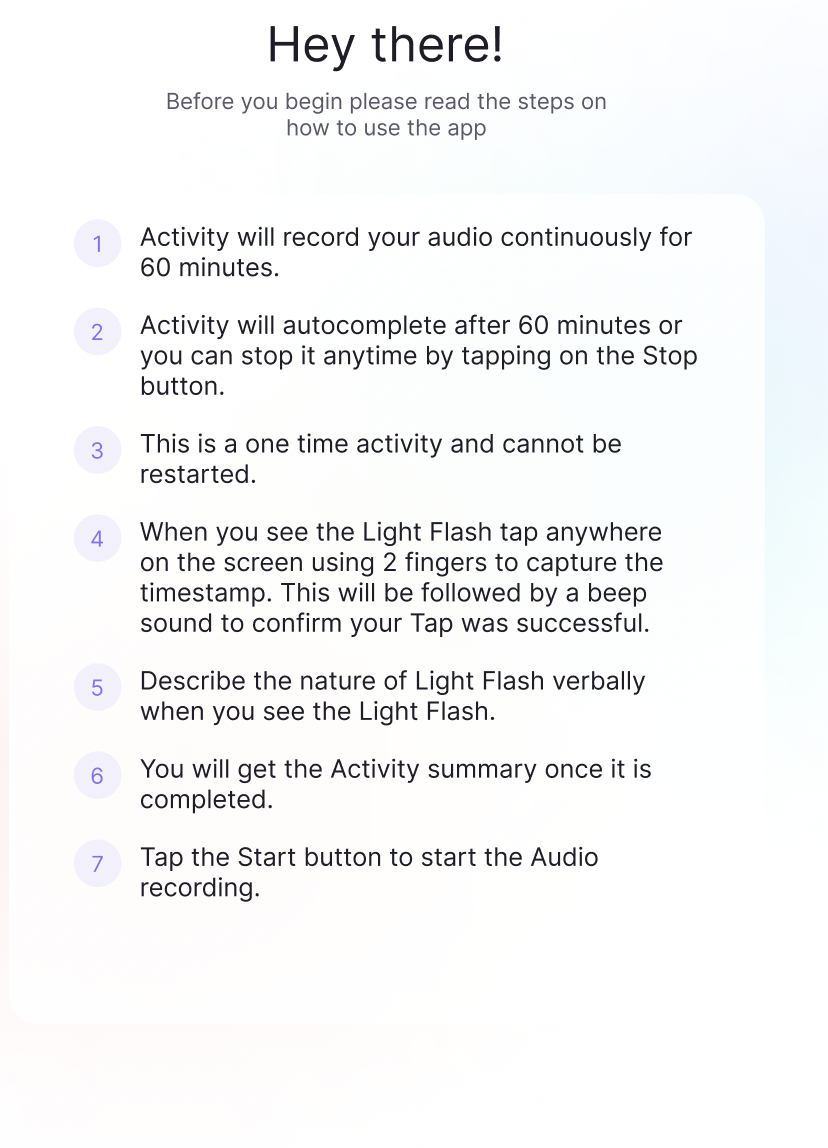 Hey there!
Before you begin please read the steps on
how to use the app
1 Activity will record your audio continuously for
60 minutes.
2 Activity will autocomplete after 60 minutes or
you can stop it anytime by tapping on the Stop
button.
3 This is a one time activity and cannot be
restarted.
4 When you see the Light Flash tap anywhere
on the screen using 2 fingers to capture the
timestamp. This will be followed by a beep
sound to confirm your Tap was successful.
5 Describe the nature of Light Flash verbally
when you see the Light Flash.
6 You will get the Activity summary once it is
completed.
7 Tap the Start button to start the Audio
recording.